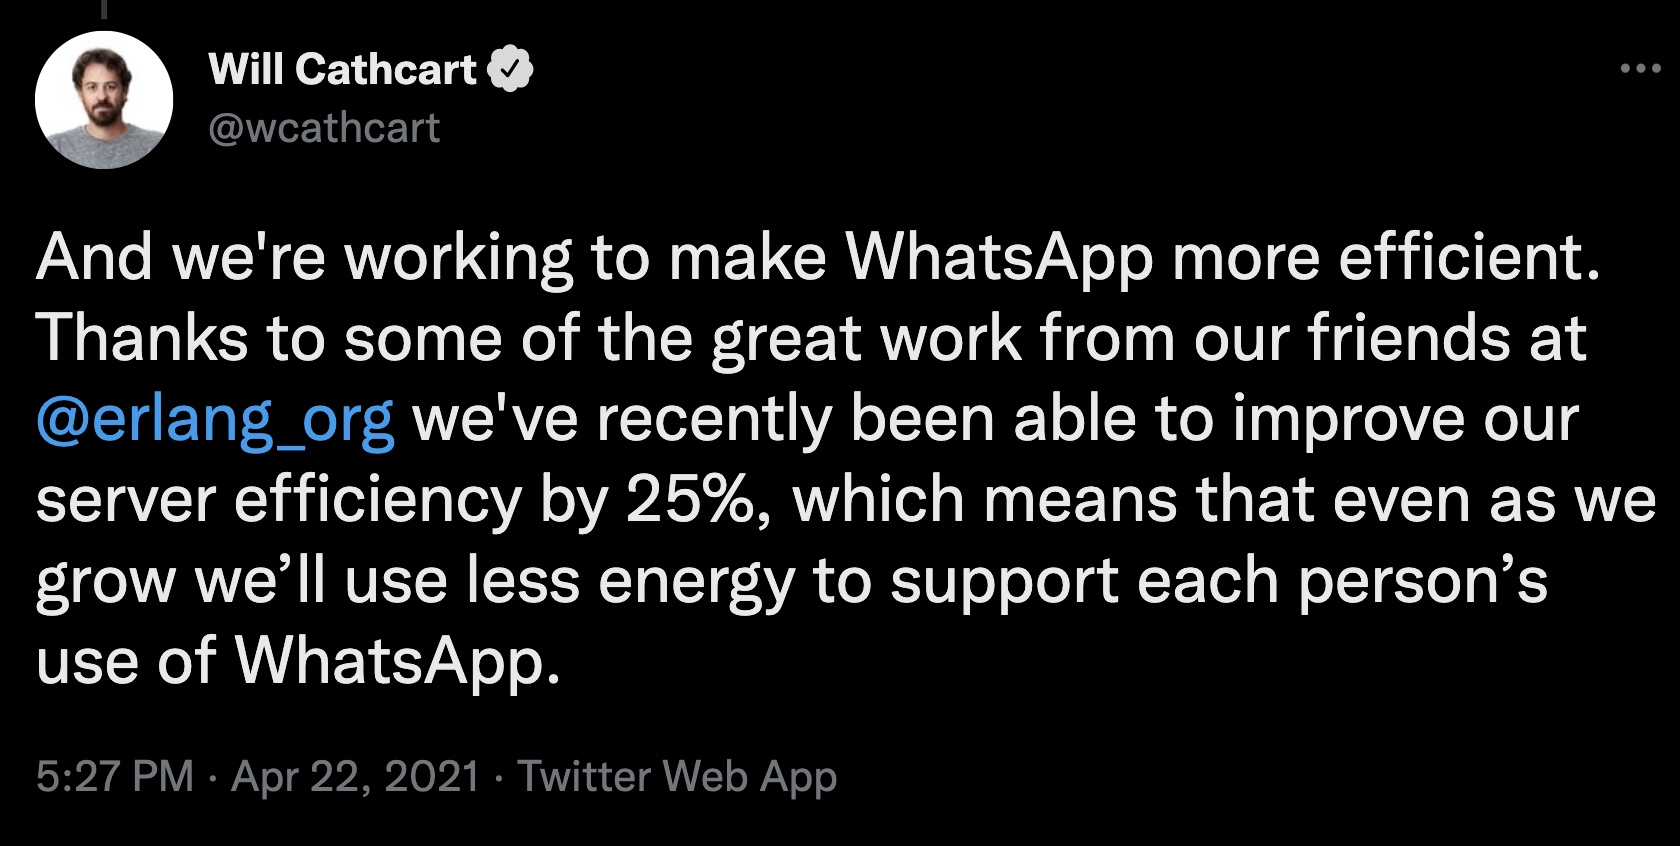 Will Cathcart
@wcathcart
And we're working to make WhatsApp more efficient.
Thanks to some of the great work from our friends at
@erlang_org we've recently been able to improve our
server efficiency by 25%, which means that even as we
grow we’ll use less energy to support each person’s
use of WhatsApp.
5:27 PM · Apr 22, 2021 · Twitter Web App